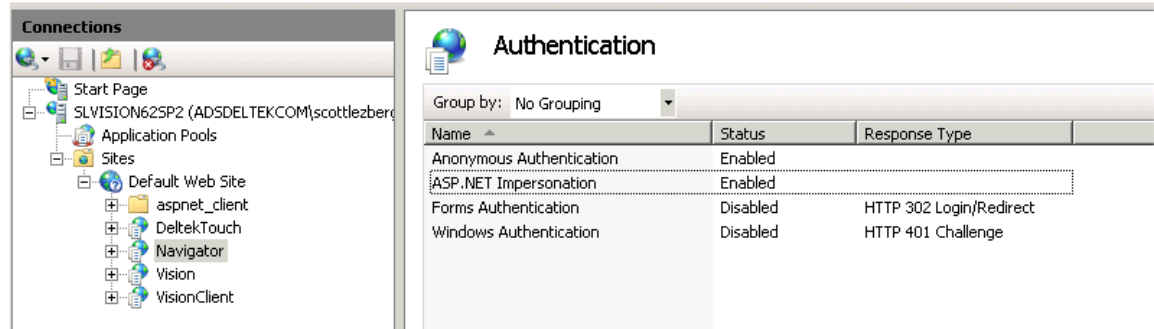 Connections
Start Page
SLVISION62SP2 (ADSDELTEKCOM\scottlezberg
Application Pools
Sites
Default Web Site
aspnet_client
DeltekTouch
Navigator
Vision
VisionClient
Authentication
Group by: No Grouping
Name Status Response Type
Anonymous Authentication Enabled
ASP.NET Impersonation Enabled
Forms Authentication Disabled HTTP 302 Login/Redirect
Windows Authentication Disabled HTTP 401 Challenge